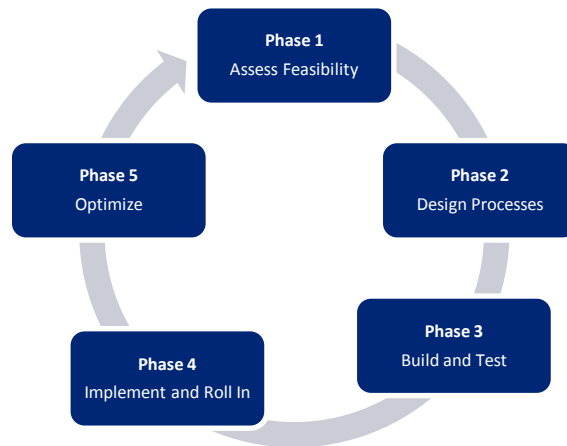 Phase 1
Assess Feasibility
Phase 2
Design Processes
Phase 3
Build and Test
Phase 4
Implement and Roll In
Phase 5
Optimize